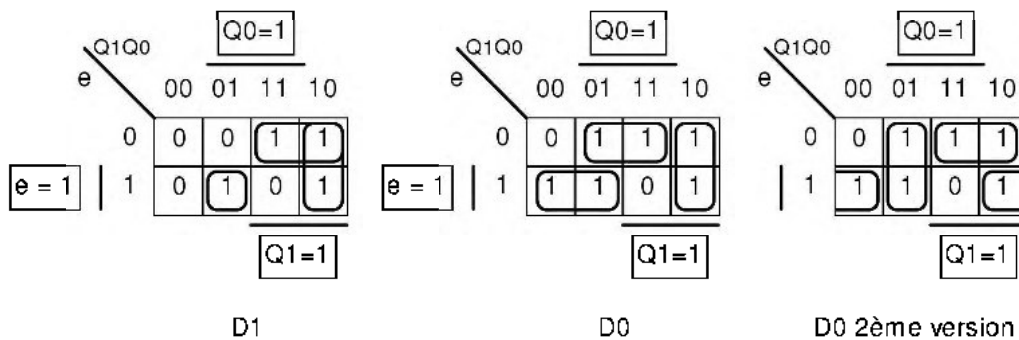 Q0=1 Q0=1 Q0=1
Q1Q0 Q1Q0 Q1Q0
e e e
00 01 11 10 00 01 11 10 00 01 11 10
0 0 0 1 1 0 0 1 1 1 0 0 1 1 1
e = 1 1 0 1 0 1 e = 1 1 1 1 0 1 1 1 1 0 1
Q1=1 Q1=1 Q1=1
D1 D0 D0 2ème version